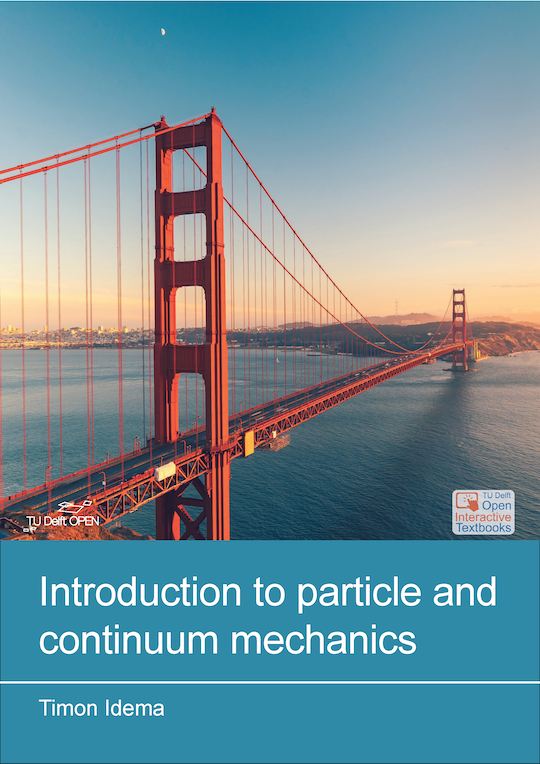 TU Delft OPEN
TU Delft
Open
Interactive
Textbooks
Introduction to particle and
continuum mechanics
Timon Idema